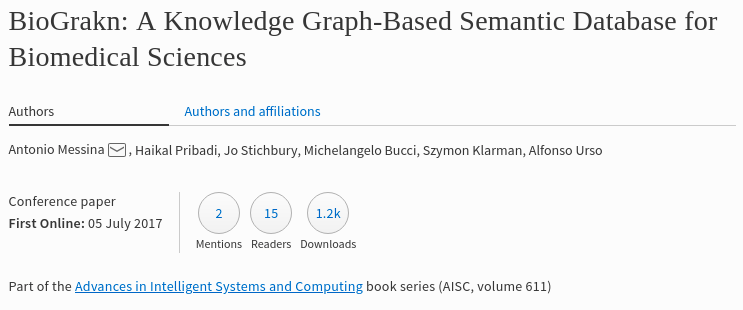 BioGrakn: A Knowledge Graph-Based Semantic Database for
Biomedical Sciences
Authors Authors and affiliations
Antonio Messina , Haikal Pribadi, Jo Stichbury, Michelangelo Bucci, Szymon Klarman, Alfonso Urso
Conference paper
First Online: 05 July 2017
2 15 1.2k
Mentions Readers Downloads
Part of the Advances in Intelligent Systems and Computing book series (AISC, volume 611)